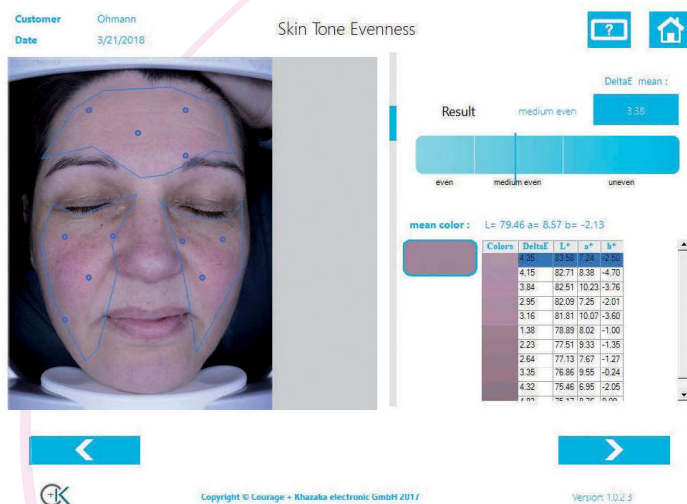 Customer Ohmann
Date 3/21/2018
Skin Tone Evenness
?
DeltaE mean :
Result medium even 3.38
even medium even uneven
mean color : L= 79.46 a= 8.57 b= -2.13
Colors DeltaE L* a* b*
4.35 83.58 7.24 -2.50
4.15 82.71 8.38 -4.70
3.84 82.51 10.23 -3.76
2.95 82.09 7.25 -2.01
3.16 81.81 10.07 -3.60
1.38 78.89 8.02 -1.00
2.23 77.51 9.33 -1.35
2.64 77.13 7.67 -1.27
3.35 76.86 9.55 -0.24
4.32 75.46 6.95 -2.05
C+K
Copyright © Courage + Khazaka electronic GmbH 2017
Version: 1.0.2.3